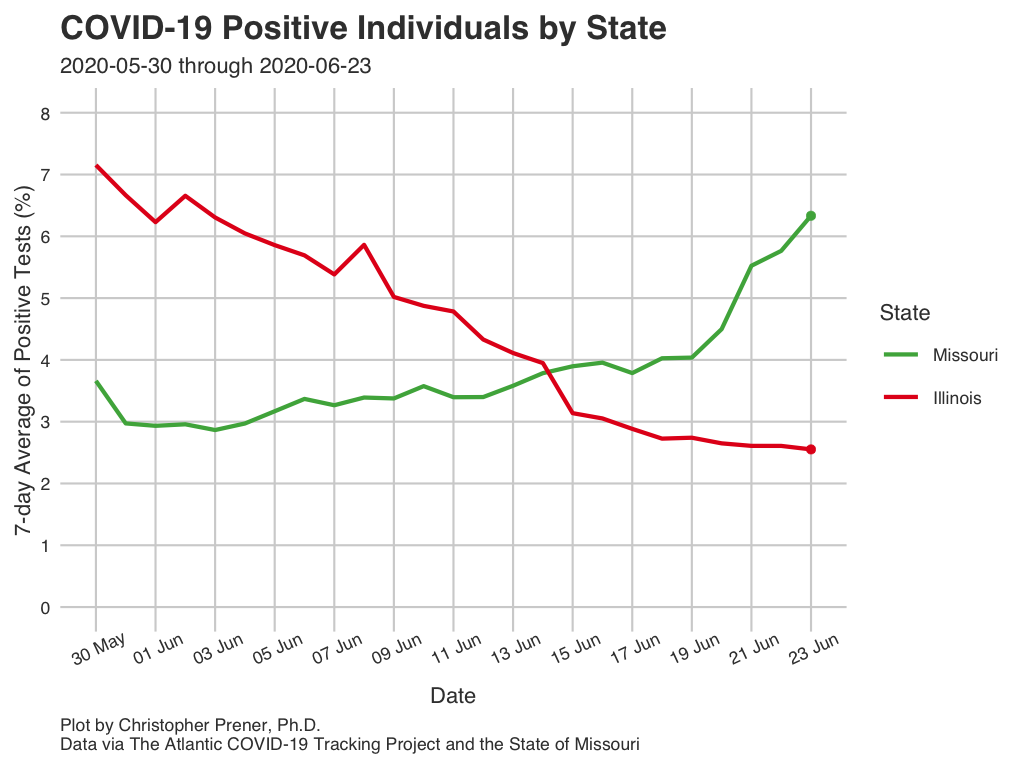 COVID-19 Positive Individuals by State
2020-05-30 through 2020-06-23
7-day Average of Positive Tests (%)
8
7
6
5
4
3
2
1
0
30 May
01 Jun
03 Jun
05 Jun
07 Jun
09 Jun
11 Jun
13 Jun
15 Jun
17 Jun
19 Jun
21 Jun
23 Jun
Date
State
Missouri
Illinois
Plot by Christopher Prener, Ph.D.
Data via The Atlantic COVID-19 Tracking Project and the State of Missouri